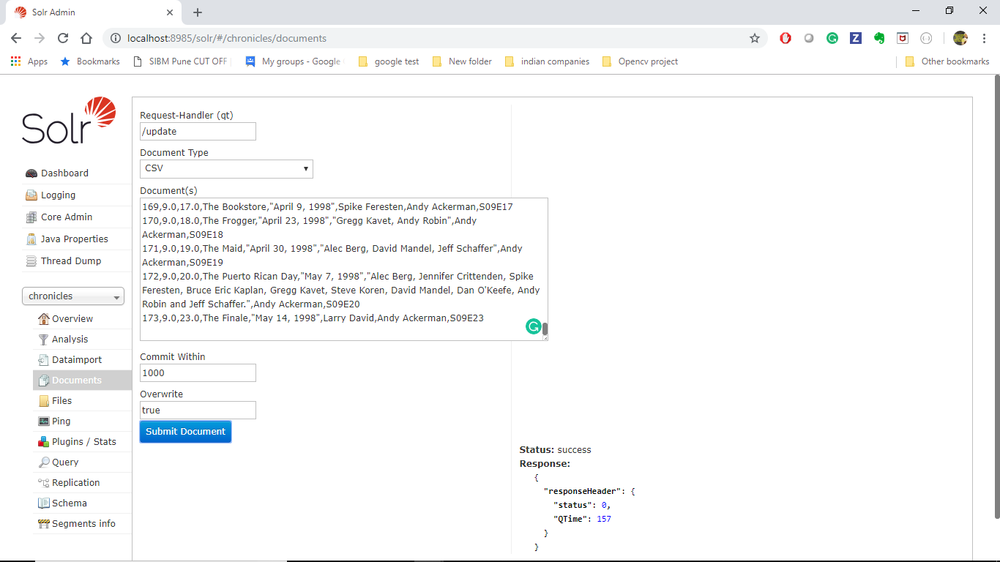 Solr Admin
localhost:8985/solr/#/chronicles/documents
Apps
Bookmarks
SIBM Pune CUT OFF
My groups - Google
google test
New folder
indian companies
Opencv project
Other bookmarks
Solr
Dashboard
Logging
Core Admin
Java Properties
Thread Dump
chronicles
Overview
Analysis
Dataimport
Documents
Files
Ping
Plugins / Stats
Query
Replication
Schema
Segments info
Request-Handler (qt)
/update
Document Type
CSV
Document(s)
169,9.0,17.0,The Bookstore,"April 9, 1998",Spike Feresten,Andy Ackerman,S09E17
170,9.0,18.0,The Frogger,"April 23, 1998","Gregg Kavet, Andy Robin",Andy
Ackerman,S09E18
171,9.0,19.0,The Maid,"April 30, 1998","Alec Berg, David Mandel, Jeff Schaffer",Andy
Ackerman,S09E19
172,9.0,20.0,The Puerto Rican Day,"May 7, 1998","Alec Berg, Jennifer Crittenden, Spike
Feresten, Bruce Eric Kaplan, Gregg Kavet, Steve Koren, David Mandel, Dan O'Keefe, Andy
Robin and Jeff Schaffer.",Andy Ackerman,S09E20
173,9.0,23.0,The Finale,"May 14, 1998",Larry David,Andy Ackerman,S09E23
Commit Within
1000
Overwrite
true
Submit Document
Status: success
Response:
{
"responseHeader": {
"status": 0,
"QTime": 157
}
}